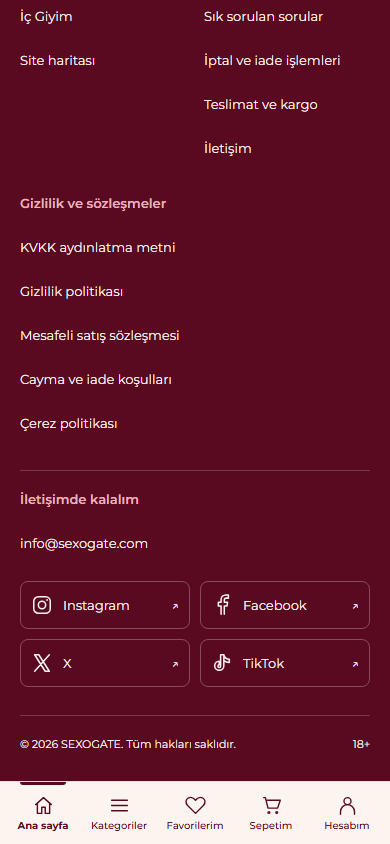 İç Giyim
Site haritası
Sık sorulan sorular
İptal ve iade işlemleri
Teslimat ve kargo
İletişim
Gizlilik ve sözleşmeler
KVKK aydınlatma metni
Gizlilik politikası
Mesafeli satış sözleşmesi
Cayma ve iade koşulları
Çerez politikası
İletişimde kalalım
info@sexogate.com
Instagram
Facebook
X
TikTok
© 2026 SEXOGATE. Tüm hakları saklıdır.
18+
Ana sayfa
Kategoriler
Favorilerim
Sepetim
Hesabım